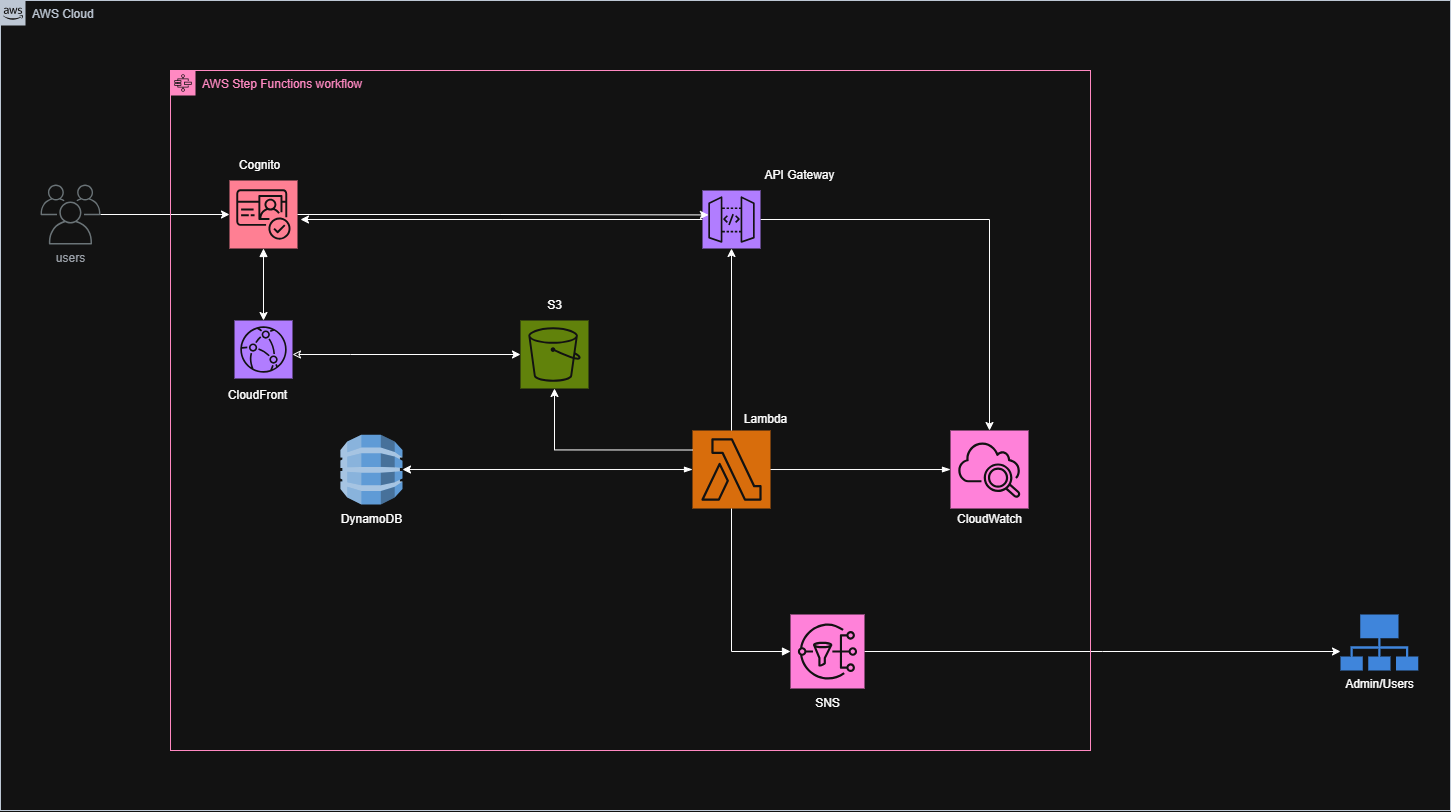 aws
AWS Cloud
AWS Step Functions workflow
Cognito
API Gateway
</>
users
S3
CloudFront
Lambda
DynamoDB
CloudWatch
SNS
Admin/Users